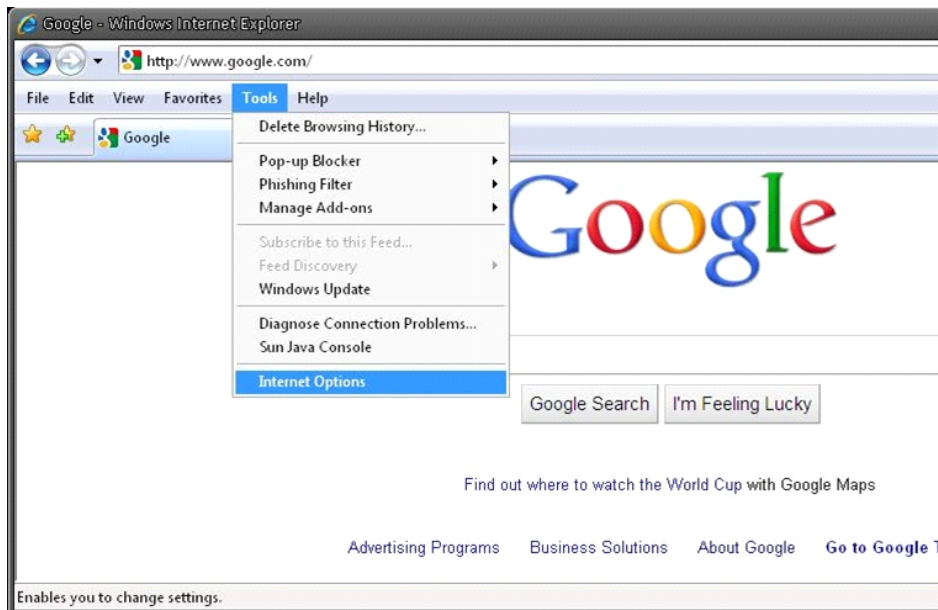 Google - Windows Internet Explorer
http://www.google.com/
File Edit View Favorites Tools Help
Google
Delete Browsing History...
Pop-up Blocker
Phishing Filter
Manage Add-ons
Subscribe to this Feed...
Feed Discovery
Windows Update
Diagnose Connection Problems...
Sun Java Console
Internet Options
Google
Google Search I'm Feeling Lucky
Find out where to watch the World Cup with Google Maps
Advertising Programs Business Solutions About Google Go to Google
Enables you to change settings.